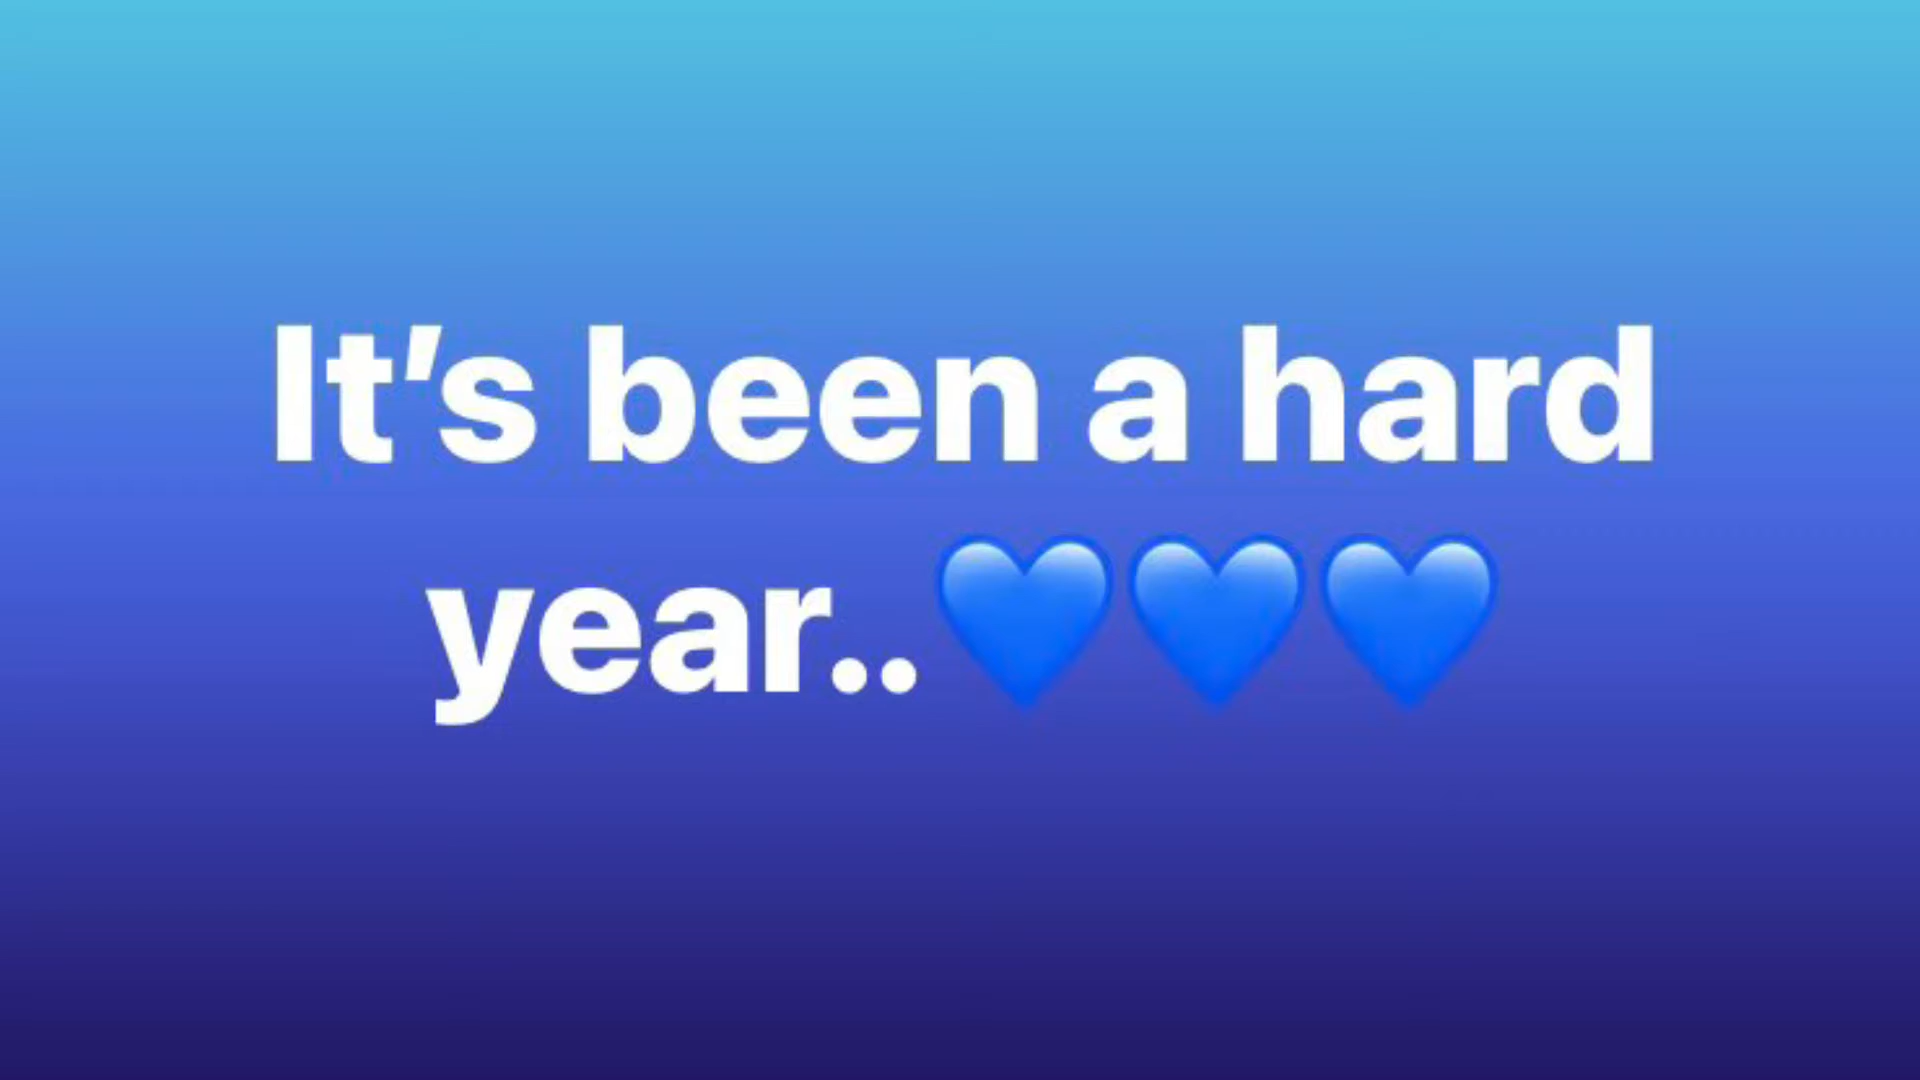 It’s been a hard
year..💙💙💙